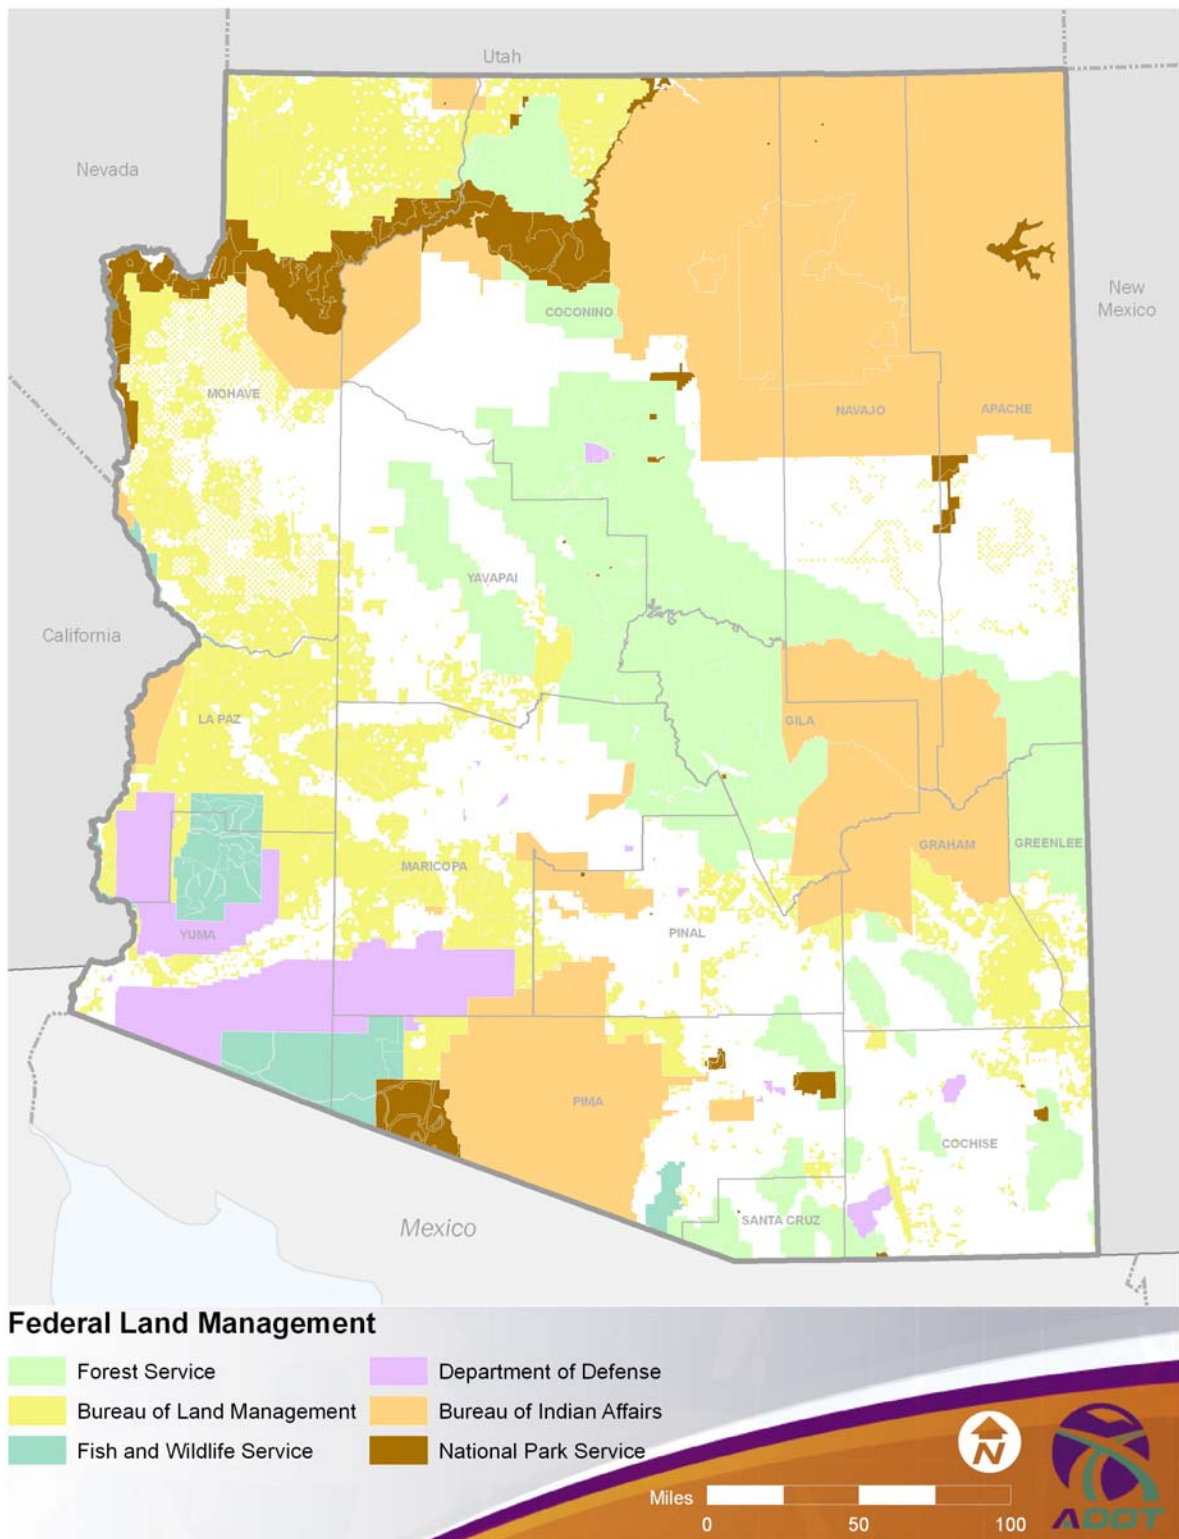 Utah
Nevada
New
Mexico
COCONINO
MOHAVE
NAVAJO
APACHE
YAVAPAI
California
LA PAZ
GILA
MARICOPA
GRAHAM
GREENLEE
YUMA
PINAL
PIMA
COCHISE
SANTA CRUZ
Mexico
Federal Land Management
Forest Service
Department of Defense
Bureau of Land Management
Bureau of Indian Affairs
Fish and Wildlife Service
National Park Service
N
Miles
0 50 100
ADOT